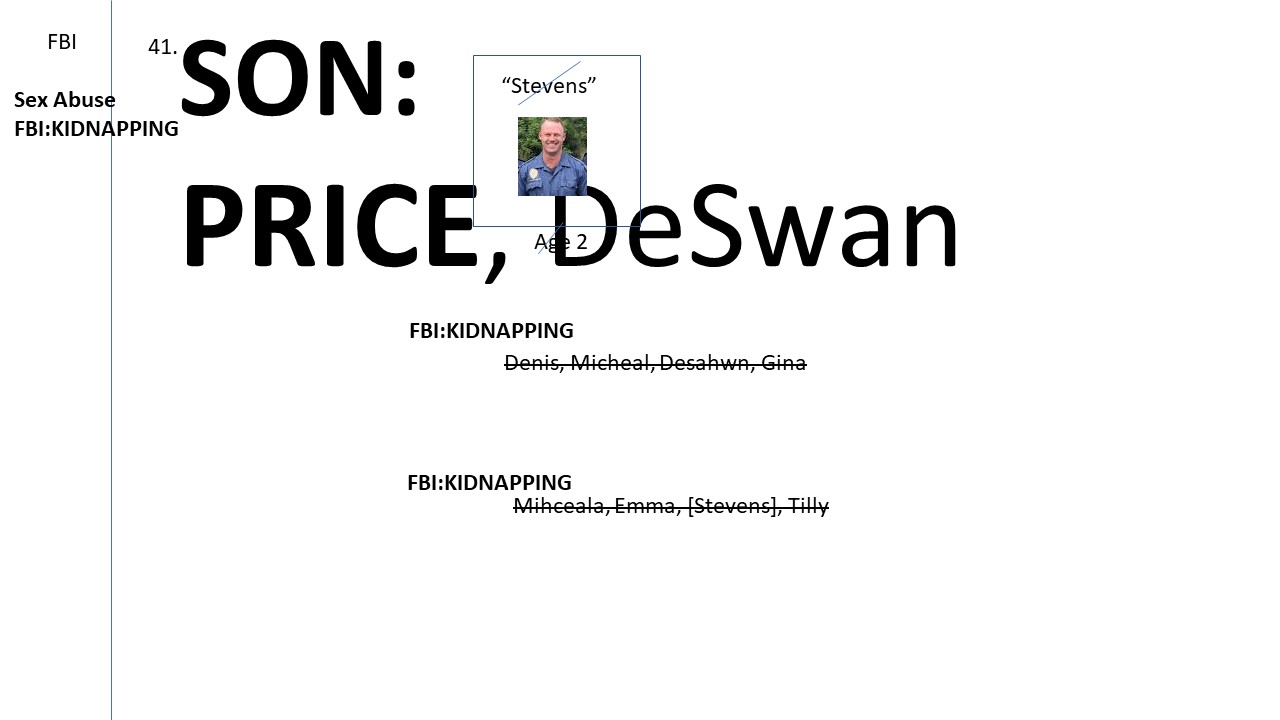 FBI
Sex Abuse
FBI:KIDNAPPING
41.
SON:
“Stevens”
PRICE, DeSwan
Age 2
FBI:KIDNAPPING
Denis, Micheal, Desahwn, Gina
FBI:KIDNAPPING
Mihceala, Emma, [Stevens], Tilly